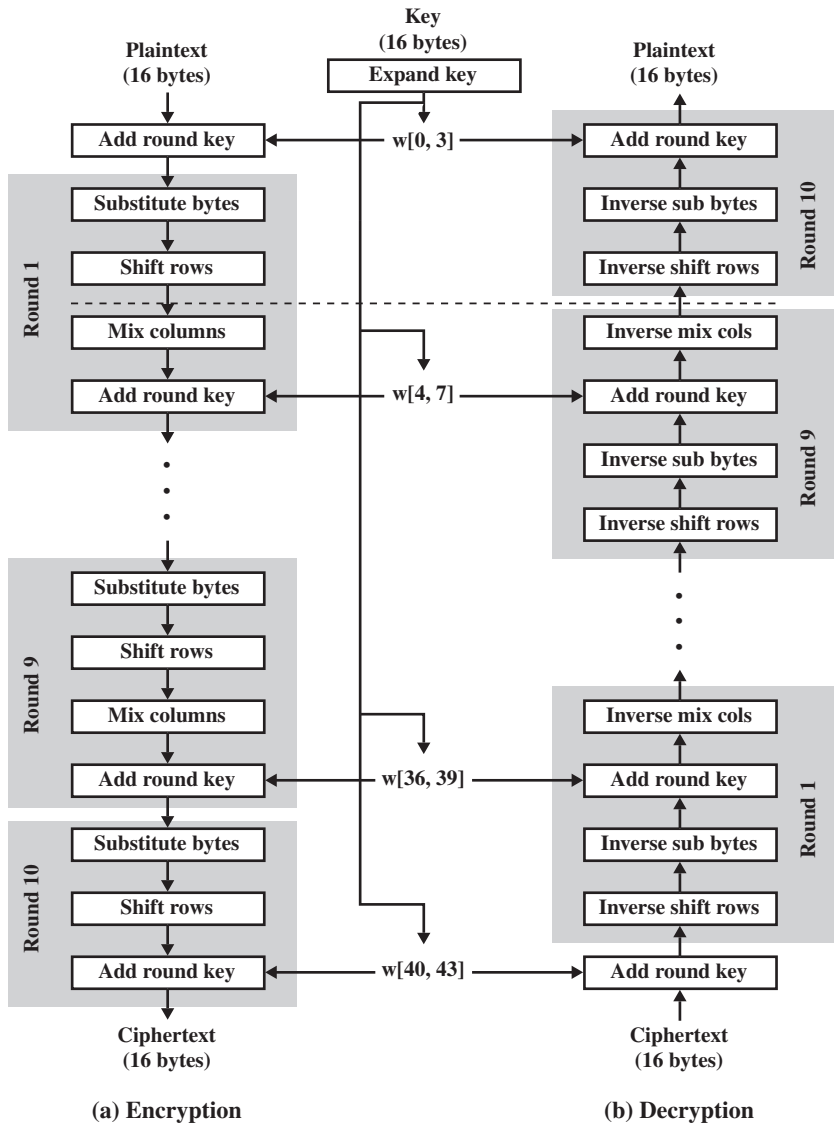 Key
(16 bytes)
Expand key
Plaintext
(16 bytes)
Add round key
Round 1
Substitute bytes
Shift rows
Mix columns
Add round key
Round 9
Substitute bytes
Shift rows
Mix columns
Add round key
Round 10
Substitute bytes
Shift rows
Add round key
Ciphertext
(16 bytes)
(a) Encryption
w[0, 3]
w[4, 7]
w[36, 39]
w[40, 43]
Plaintext
(16 bytes)
Add round key
Inverse sub bytes
Inverse shift rows
Round 10
Inverse mix cols
Add round key
Inverse sub bytes
Inverse shift rows
Round 9
Inverse mix cols
Add round key
Inverse sub bytes
Inverse shift rows
Round 1
Add round key
Ciphertext
(16 bytes)
(b) Decryption